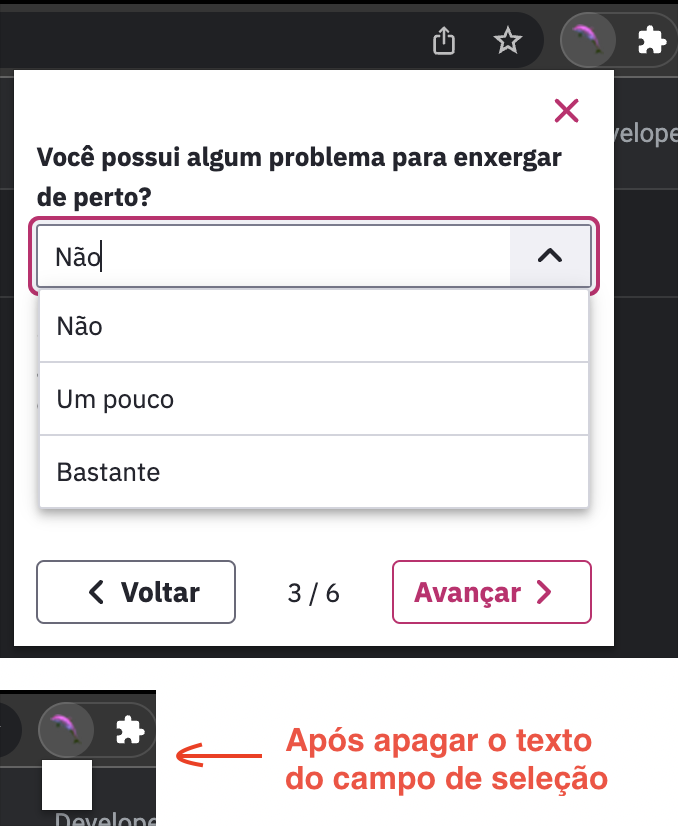 velope
Você possui algum problema para enxergar
de perto?
Não
Não
Um pouco
Bastante
Voltar
3 / 6
Avançar
Após apagar o texto
do campo de seleção
Develope